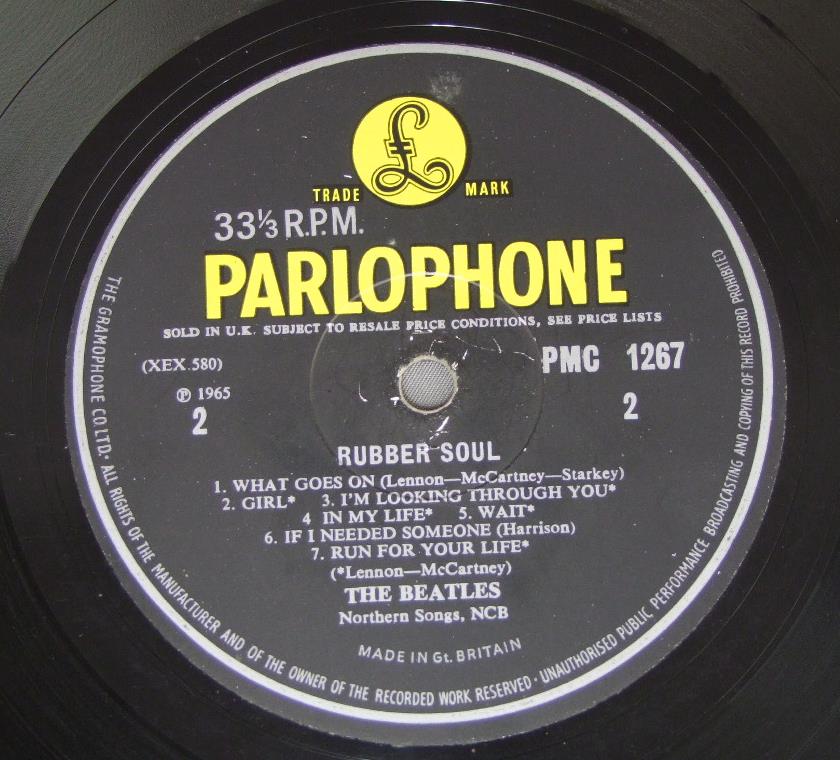 £
TRADE MARK
33⅓ R.P.M.
PARLOPHONE
SOLD IN U.K. SUBJECT TO RESALE PRICE CONDITIONS, SEE PRICE LISTS
(XEX.580) PMC 1267
℗ 1965
2 2
RUBBER SOUL
1. WHAT GOES ON (Lennon—McCartney—Starkey)
2. GIRL* 3. I'M LOOKING THROUGH YOU*
4 IN MY LIFE* 5. WAIT*
6. IF I NEEDED SOMEONE (Harrison)
7. RUN FOR YOUR LIFE*
(*Lennon—McCartney)
THE BEATLES
Northern Songs, NCB
MADE IN Gt. BRITAIN
THE GRAMOPHONE CO. LTD. · ALL RIGHTS OF THE MANUFACTURER AND OF THE OWNER OF THE RECORDED WORK RESERVED · UNAUTHORISED PUBLIC PERFORMANCE BROADCASTING AND COPYING OF THIS RECORD PROHIBITED